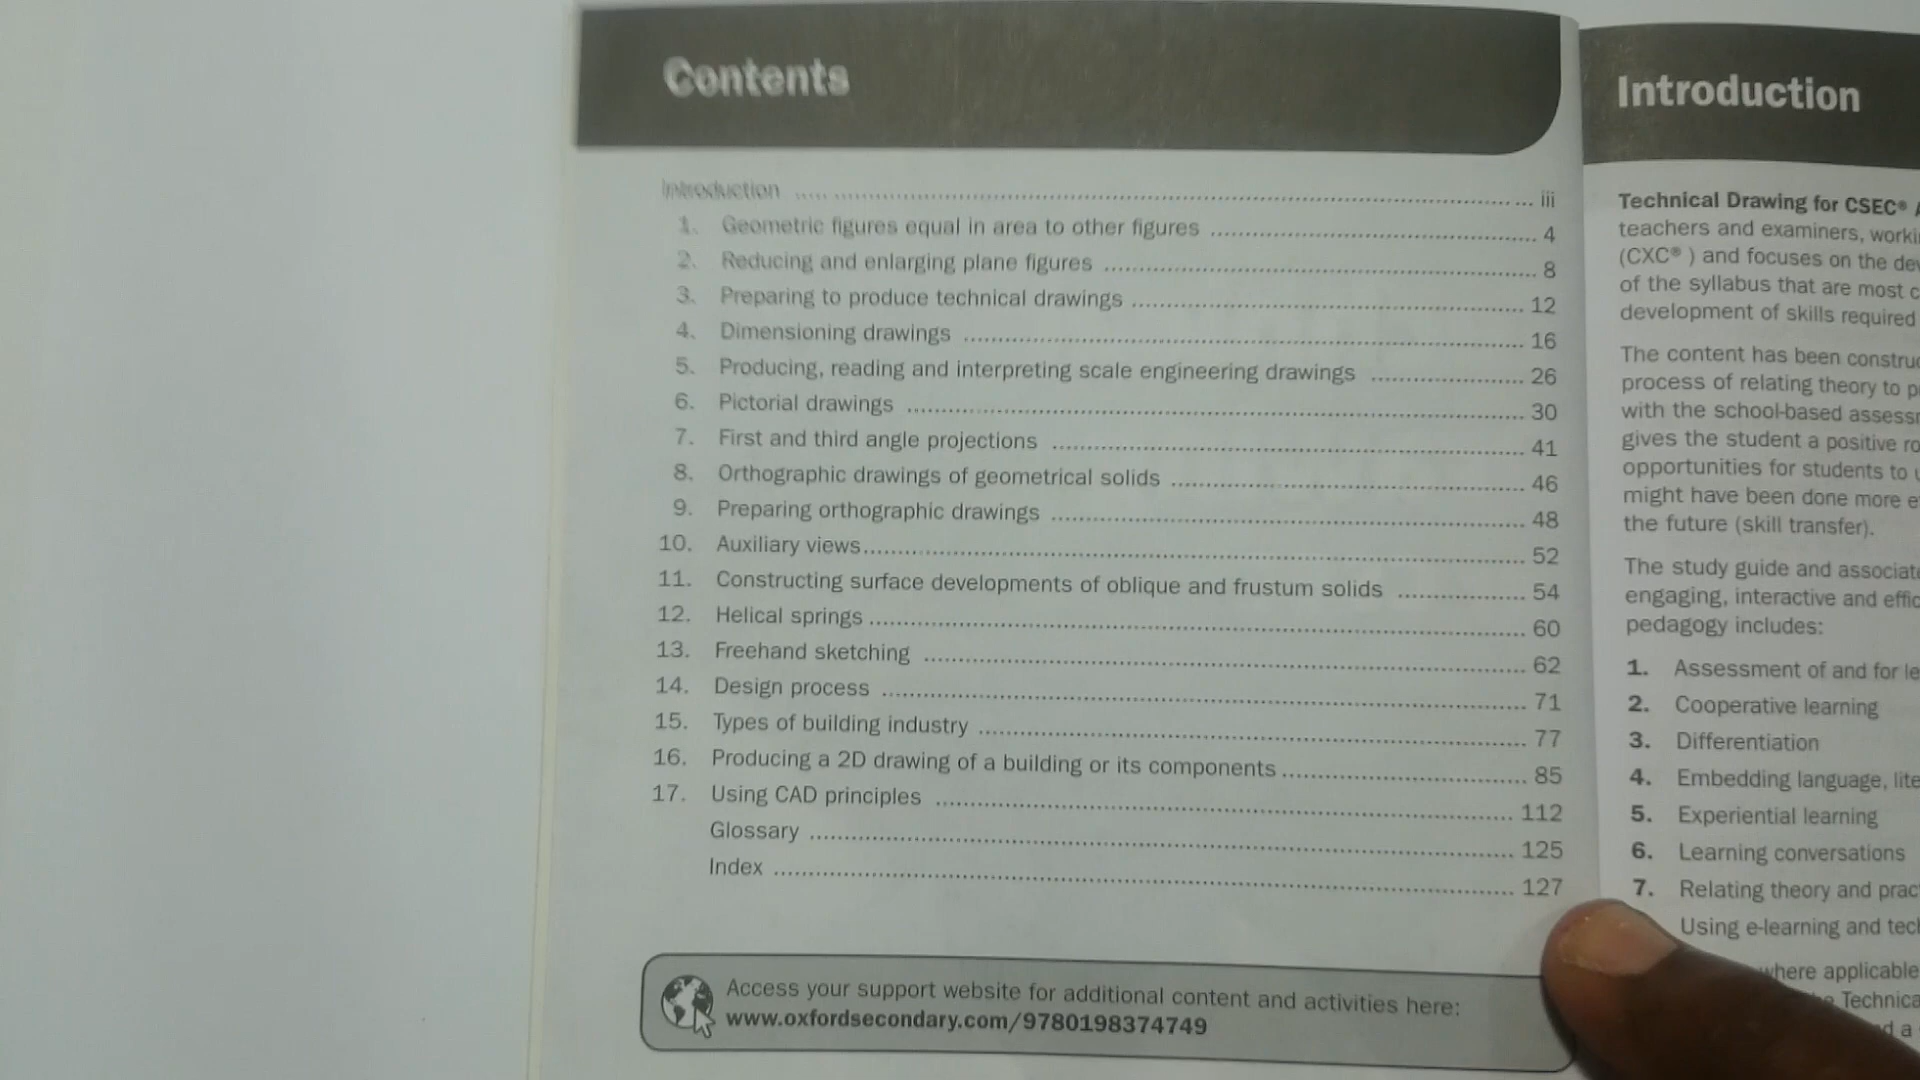 Contents
Introduction ..... iii
1. Geometric figures equal in area to other figures ..... 4
2. Reducing and enlarging plane figures ..... 8
3. Preparing to produce technical drawings ..... 12
4. Dimensioning drawings ..... 16
5. Producing, reading and interpreting scale engineering drawings ..... 26
6. Pictorial drawings ..... 30
7. First and third angle projections ..... 41
8. Orthographic drawings of geometrical solids ..... 46
9. Preparing orthographic drawings ..... 48
10. Auxiliary views ..... 52
11. Constructing surface developments of oblique and frustum solids ..... 54
12. Helical springs ..... 60
13. Freehand sketching ..... 62
14. Design process ..... 71
15. Types of building industry ..... 77
16. Producing a 2D drawing of a building or its components ..... 85
17. Using CAD principles ..... 112
Glossary ..... 125
Index ..... 127
Access your support website for additional content and activities here:
www.oxfordsecondary.com/9780198374749
Introduction
Technical Drawing for CSEC®
teachers and examiners,
(CXC® ) and focuses on the
of the syllabus that are most
development of skills required
The content has been
process of relating theory to
with the school-based
gives the student a positive
opportunities for students to
might have been done more
the future (skill transfer).
The study guide and
engaging, interactive and
pedagogy includes:
1. Assessment of and for
2. Cooperative learning
3. Differentiation
4. Embedding language,
5. Experiential learning
6. Learning conversations
7. Relating theory and
Using e-learning and
where applicable